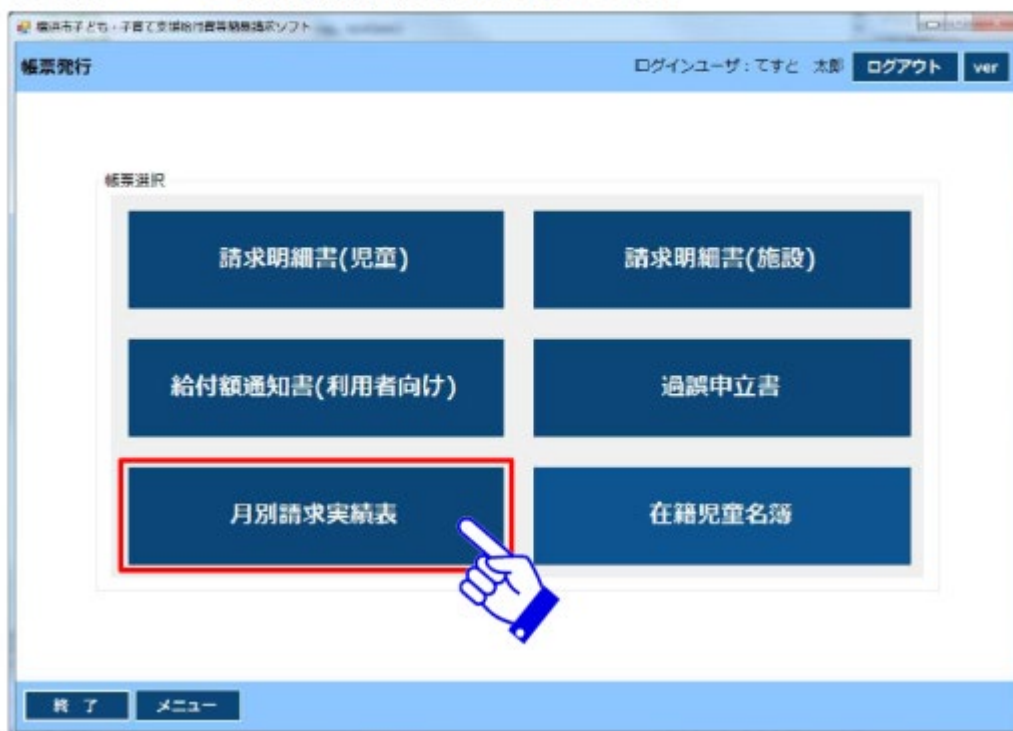 横浜市子ども・子育て支援給付費等簡易請求ソフト
帳票発行
ログインユーザ：てすと 太郎
ログアウト
ver
帳票選択
請求明細書(児童)
請求明細書(施設)
給付額通知書(利用者向け)
過誤申立書
月別請求実績表
在籍児童名簿
終 了
メニュー